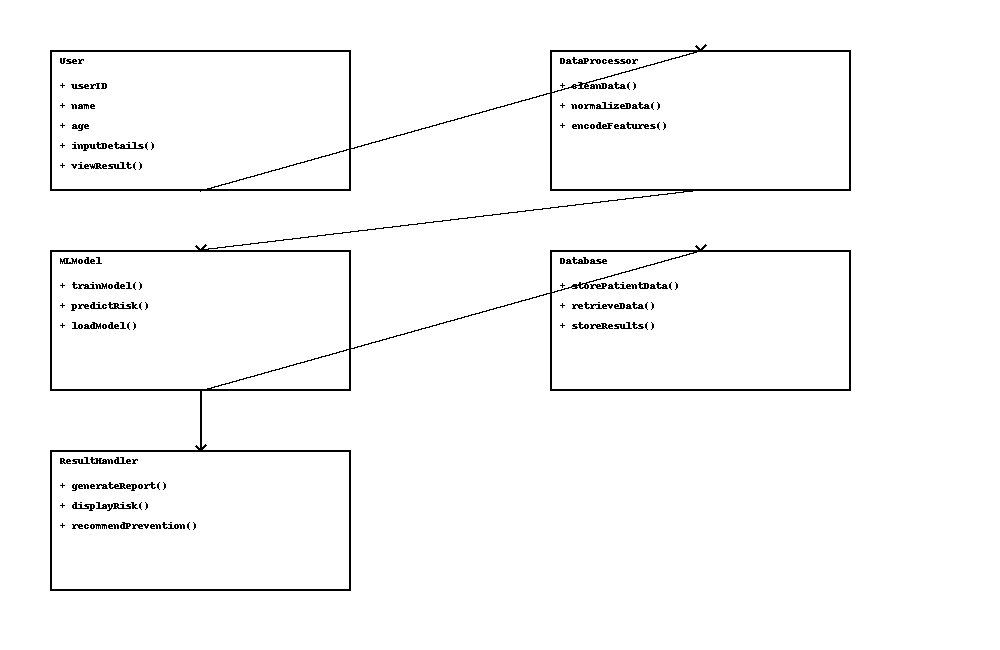 User
+ userID
+ name
+ age
+ inputDetails()
+ viewResult()
DataProcessor
+ cleanData()
+ normalizeData()
+ encodeFeatures()
MLModel
+ trainModel()
+ predictRisk()
+ loadModel()
Database
+ storePatientData()
+ retrieveData()
+ storeResults()
ResultHandler
+ generateReport()
+ displayRisk()
+ recommendPrevention()